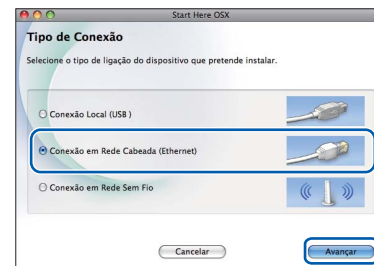 Start Here OSX
Tipo de Conexão
Selecione o tipo de ligação do dispositivo que pretende instalar.
Conexão Local (USB )
Conexão em Rede Cabeada (Ethernet)
Conexão em Rede Sem Fio
Cancelar
Avançar